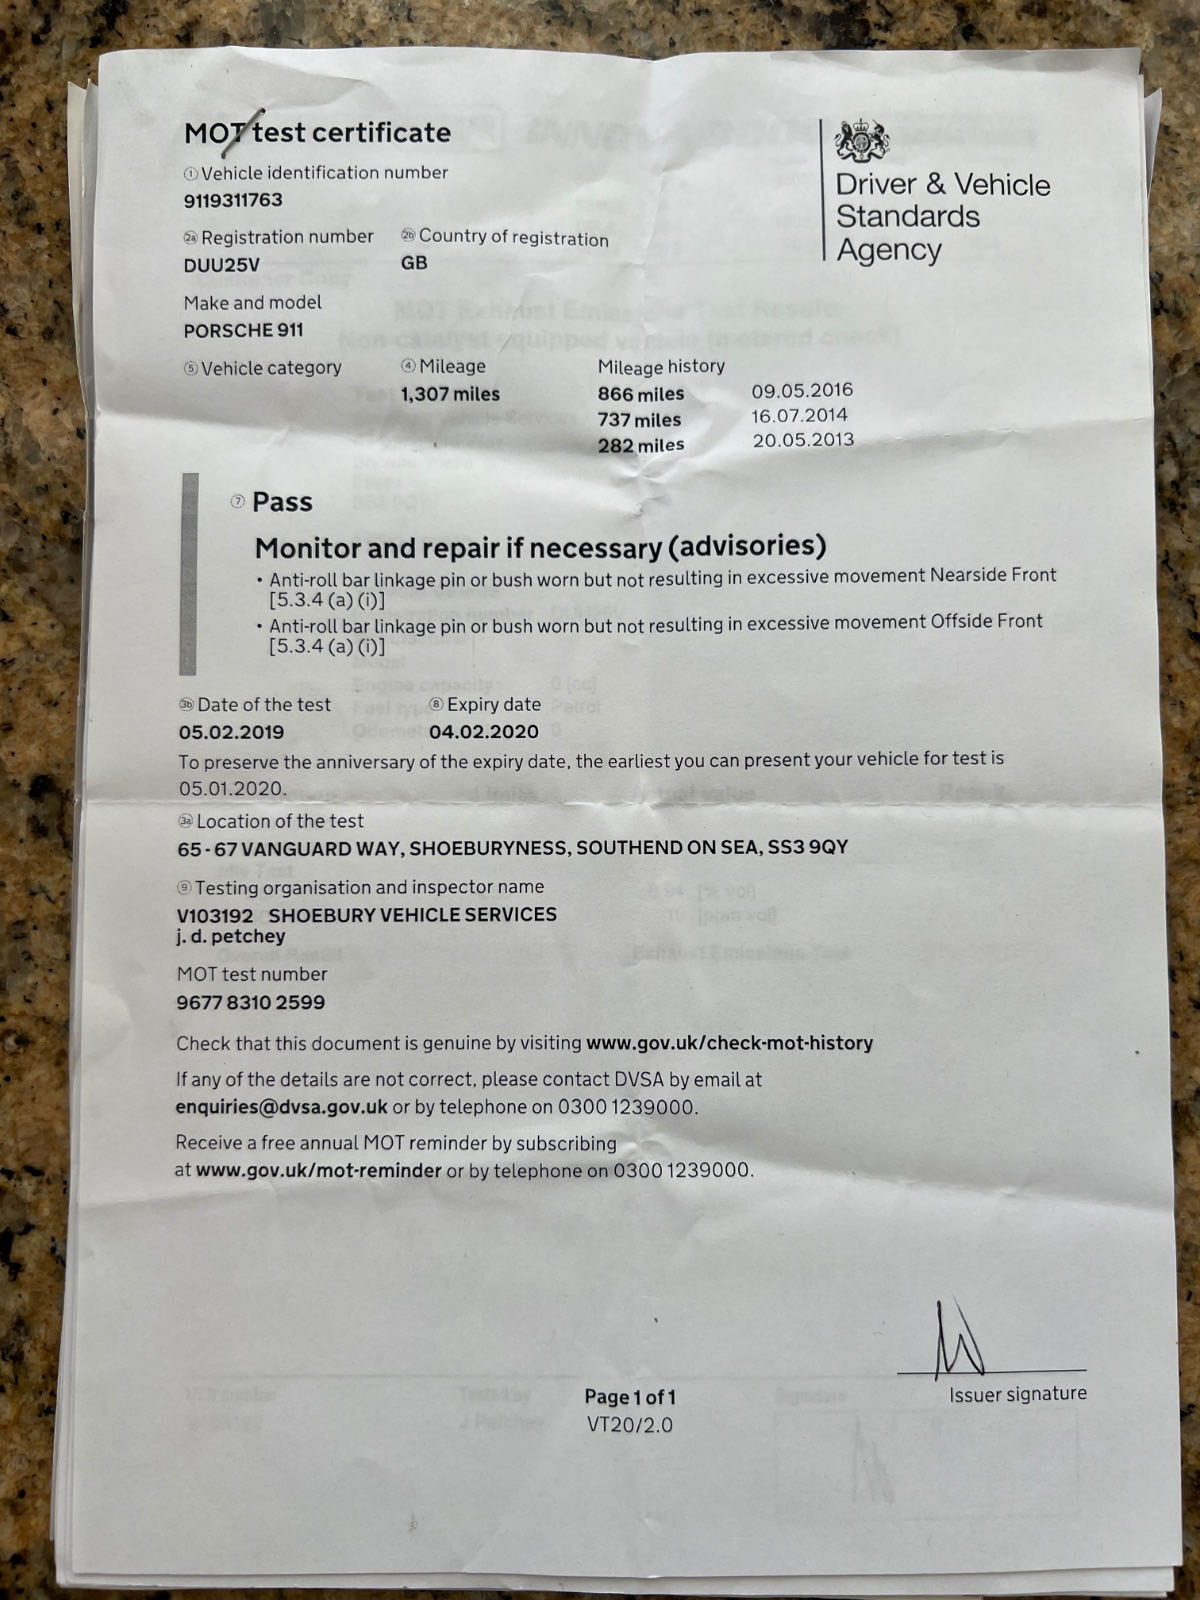 MOT test certificate
1 Vehicle identification number
9119311763
2a Registration number 2b Country of registration
DUU25V GB
Make and model
PORSCHE 911
Driver & Vehicle
Standards
Agency
5 Vehicle category 4 Mileage Mileage history
1,307 miles 866 miles 09.05.2016
737 miles 16.07.2014
282 miles 20.05.2013
7 Pass
Monitor and repair if necessary (advisories)
• Anti-roll bar linkage pin or bush worn but not resulting in excessive movement Nearside Front
[5.3.4 (a) (i)]
• Anti-roll bar linkage pin or bush worn but not resulting in excessive movement Offside Front
[5.3.4 (a) (i)]
3b Date of the test 8 Expiry date
05.02.2019 04.02.2020
To preserve the anniversary of the expiry date, the earliest you can present your vehicle for test is
05.01.2020.
3a Location of the test
65 - 67 VANGUARD WAY, SHOEBURYNESS, SOUTHEND ON SEA, SS3 9QY
9 Testing organisation and inspector name
V103192 SHOEBURY VEHICLE SERVICES
j. d. petchey
MOT test number
9677 8310 2599
Check that this document is genuine by visiting www.gov.uk/check-mot-history
If any of the details are not correct, please contact DVSA by email at
enquiries@dvsa.gov.uk or by telephone on 0300 1239000.
Receive a free annual MOT reminder by subscribing
at www.gov.uk/mot-reminder or by telephone on 0300 1239000.
Issuer signature
Page 1 of 1
VT20/2.0